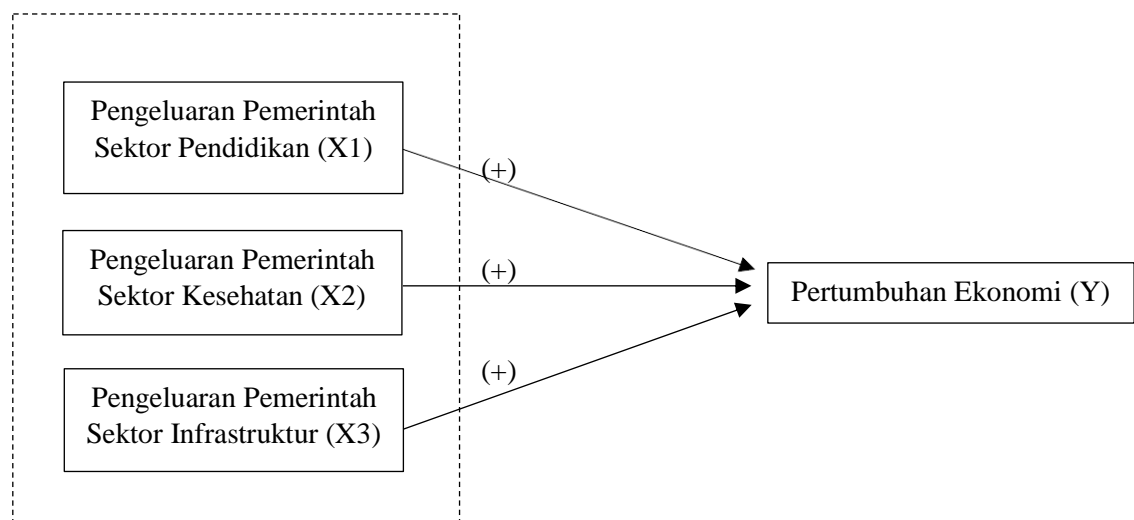 Pengeluaran Pemerintah
Sektor Pendidikan (X1)
(+)
Pengeluaran Pemerintah
Sektor Kesehatan (X2)
(+)
Pertumbuhan Ekonomi (Y)
Pengeluaran Pemerintah
Sektor Infrastruktur (X3)
(+)